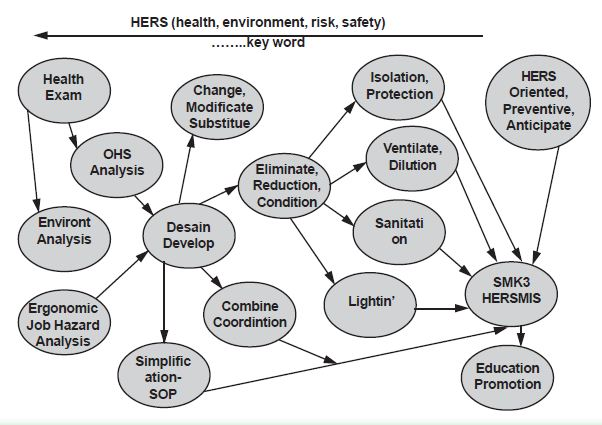 HERS (health, environment, risk, safety)
……..key word
Health
Exam
Change,
Modificate
Substitue
Isolation,
Protection
HERS
Oriented,
Preventive,
Anticipate
OHS
Analysis
Eliminate,
Reduction,
Condition
Ventilate,
Dilution
Environt
Analysis
Desain
Develop
Sanitati
on
Ergonomic
Job Hazard
Analysis
Combine
Coordintion
Lightin’
SMK3
HERSMIS
Simplific
ation-
SOP
Education
Promotion